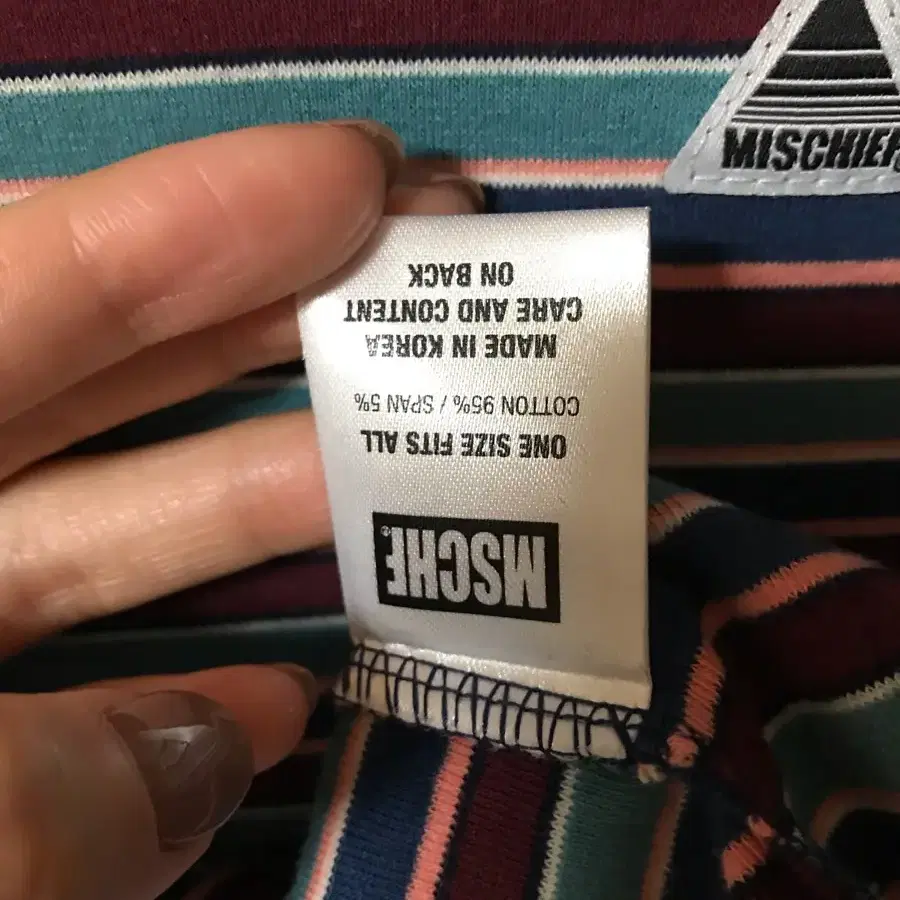 MISCHIEF
MSCHF®
ONE SIZE FITS ALL
COTTON 95% / SPAN 5%
MADE IN KOREA
CARE AND CONTENT
ON BACK